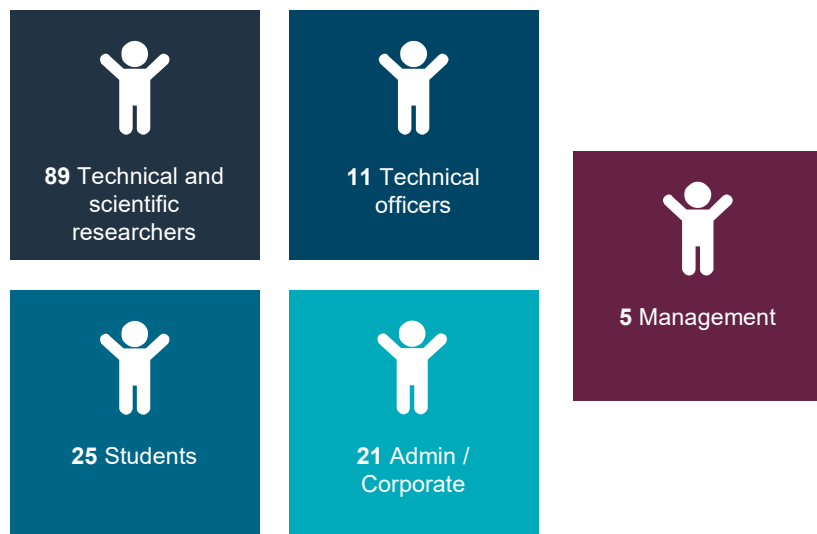 89 Technical and
scientific
researchers
11 Technical
officers
5 Management
25 Students
21 Admin /
Corporate